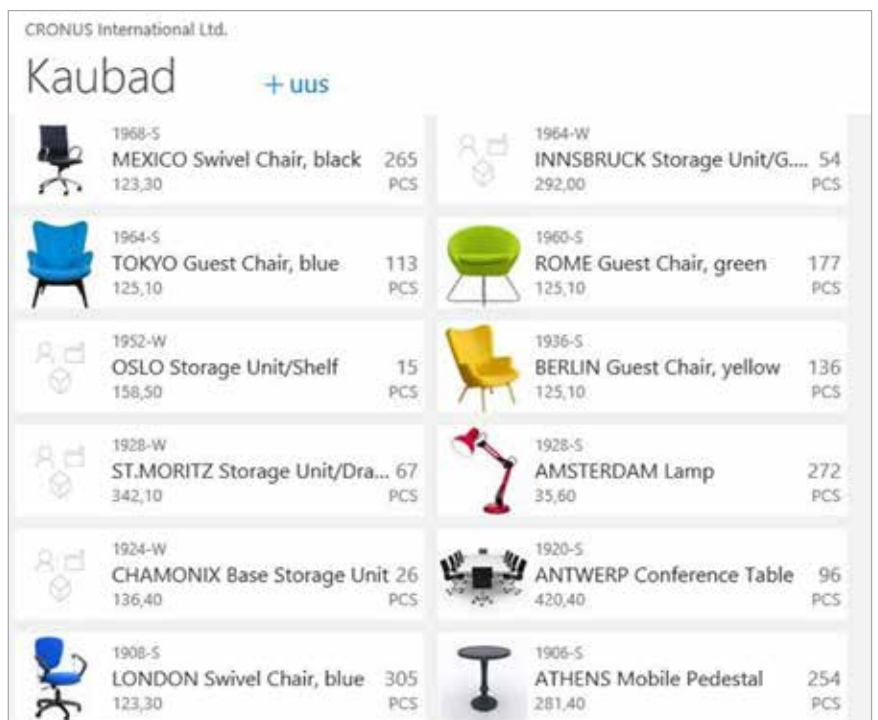 CRONUS International Ltd.
Kaubad
+ uus
1968-S
MEXICO Swivel Chair, black 265
123,30 PCS
1964-W
INNSBRUCK Storage Unit/G.... 54
292,00 PCS
1964-S
TOKYO Guest Chair, blue 113
125,10 PCS
1960-S
ROME Guest Chair, green 177
125,10 PCS
1952-W
OSLO Storage Unit/Shelf 15
158,50 PCS
1936-S
BERLIN Guest Chair, yellow 136
125,10 PCS
1928-W
ST.MORITZ Storage Unit/Dra... 67
342,10 PCS
1928-S
AMSTERDAM Lamp 272
35,60 PCS
1924-W
CHAMONIX Base Storage Unit 26
136,40 PCS
1920-S
ANTWERP Conference Table 96
420,40 PCS
1908-S
LONDON Swivel Chair, blue 305
123,30 PCS
1906-S
ATHENS Mobile Pedestal 254
281,40 PCS